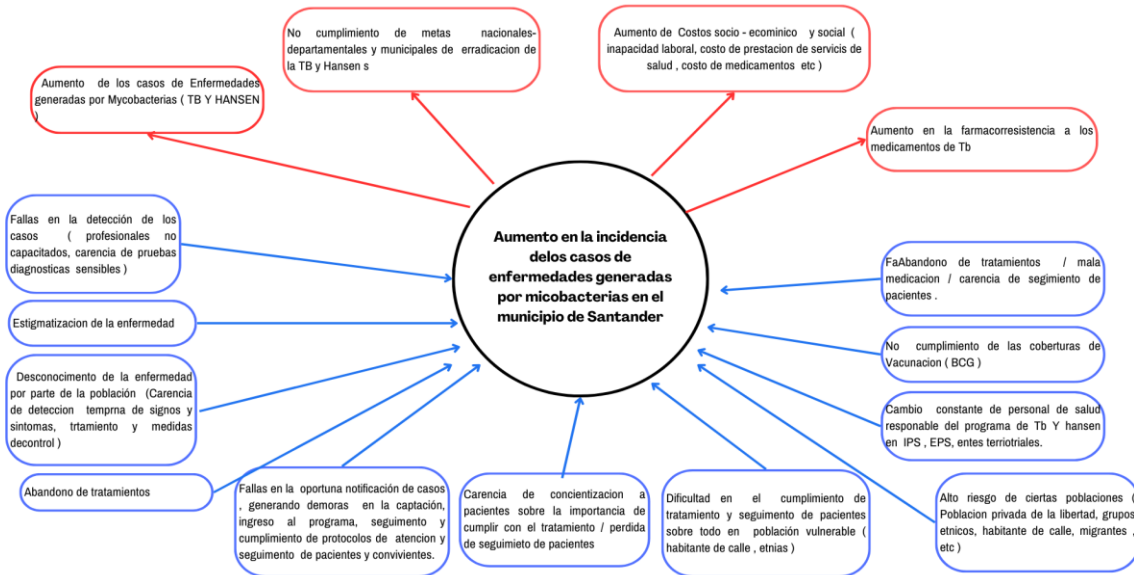 No cumplimiento de metas nacionales-
departamentales y municipales de erradicacion de
la TB y Hansen s
Aumento de Costos socio - ecominico y social (
inapacidad laboral, costo de prestacion de servicis de
salud , costo de medicamentos etc )
Aumento de los casos de Enfermedades
generadas por Mycobacterias ( TB Y HANSEN
)
Aumento en la farmacorresistencia a los
medicamentos de Tb
Aumento en la incidencia
delos casos de
enfermedades generadas
por micobacterias en el
municipio de Santander
Fallas en la detección de los
casos ( profesionales no
capacitados, carencia de pruebas
diagnosticas sensibles )
Estigmatizacion de la enfermedad
Desconocimiento de la enfermedad
por parte de la población (Carencia
de deteccion temprna de signos y
sintomas, trtamiento y medidas
decontrol )
Abandono de tratamientos
Fallas en la oportuna notificación de casos
, generando demoras en la captación,
ingreso al programa, seguimento y
cumplimiento de protocolos de atencion y
seguimento de pacientes y convivientes.
Carencia de concientizacion a
pacientes sobre la importancia de
cumplir con el tratamiento / perdida
de seguimieto de pacientes
Dificultad en el cumplimiento de
tratamiento y seguimento de pacientes
sobre todo en población vulnerable (
habitante de calle , etnias )
FaAbandono de tratamientos / mala
medicacion / carencia de segimiento de
pacientes .
No cumplimiento de las coberturas de
Vacunacion ( BCG )
Cambio constante de personal de salud
responable del programa de Tb Y hansen
en IPS , EPS, entes terriotriales.
Alto riesgo de ciertas poblaciones (
Poblacion privada de la libertad, grupos
etnicos, habitante de calle, migrantes ,
etc )